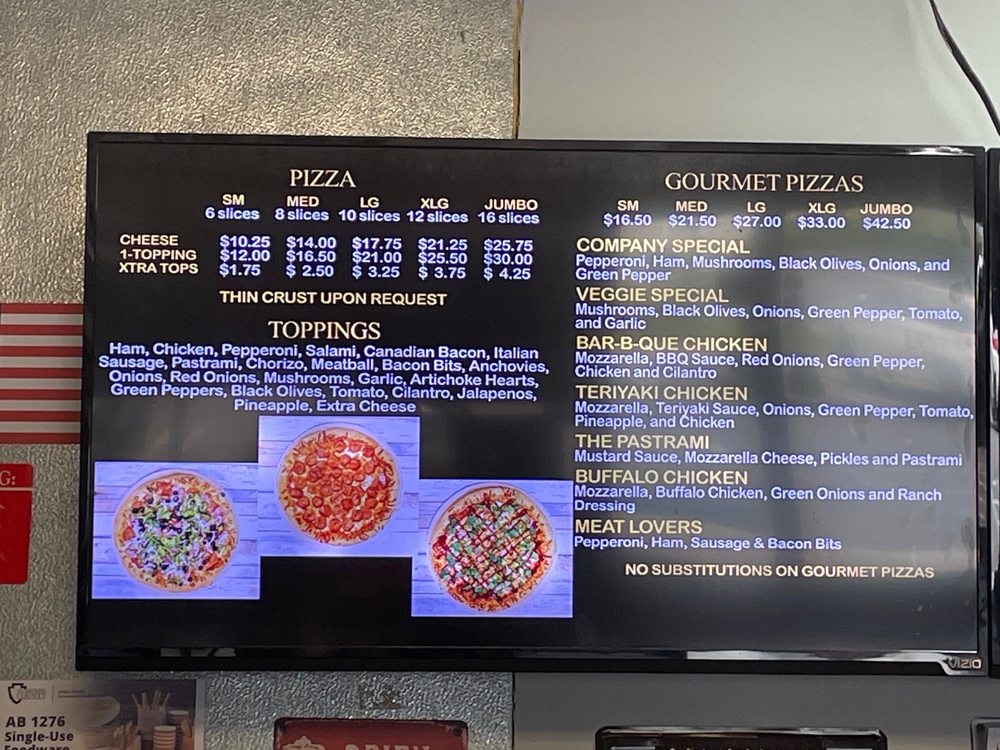 PIZZA
SM MED LG XLG JUMBO
6 slices 8 slices 10 slices 12 slices 16 slices
CHEESE $10.25 $14.00 $17.75 $21.25 $25.75
1-TOPPING $12.00 $16.50 $21.00 $25.50 $30.00
XTRA TOPS $1.75 $ 2.50 $ 3.25 $ 3.75 $ 4.25
THIN CRUST UPON REQUEST
TOPPINGS
Ham, Chicken, Pepperoni, Salami, Canadian Bacon, Italian
Sausage, Pastrami, Chorizo, Meatball, Bacon Bits, Anchovies,
Onions, Red Onions, Mushrooms, Garlic, Artichoke Hearts,
Green Peppers, Black Olives, Tomato, Cilantro, Jalapenos,
Pineapple, Extra Cheese
GOURMET PIZZAS
SM MED LG XLG JUMBO
$16.50 $21.50 $27.00 $33.00 $42.50
COMPANY SPECIAL
Pepperoni, Ham, Mushrooms, Black Olives, Onions, and
Green Pepper
VEGGIE SPECIAL
Mushrooms, Black Olives, Onions, Green Pepper, Tomato,
and Garlic
BAR-B-QUE CHICKEN
Mozzarella, BBQ Sauce, Red Onions, Green Pepper,
Chicken and Cilantro
TERIYAKI CHICKEN
Mozzarella, Teriyaki Sauce, Onions, Green Pepper, Tomato,
Pineapple, and Chicken
THE PASTRAMI
Mustard Sauce, Mozzarella Cheese, Pickles and Pastrami
BUFFALO CHICKEN
Mozzarella, Buffalo Chicken, Green Onions and Ranch
Dressing
MEAT LOVERS
Pepperoni, Ham, Sausage & Bacon Bits
NO SUBSTITUTIONS ON GOURMET PIZZAS
VIZIO
G:
COUNTY
AB 1276
Single-Use
Foodware